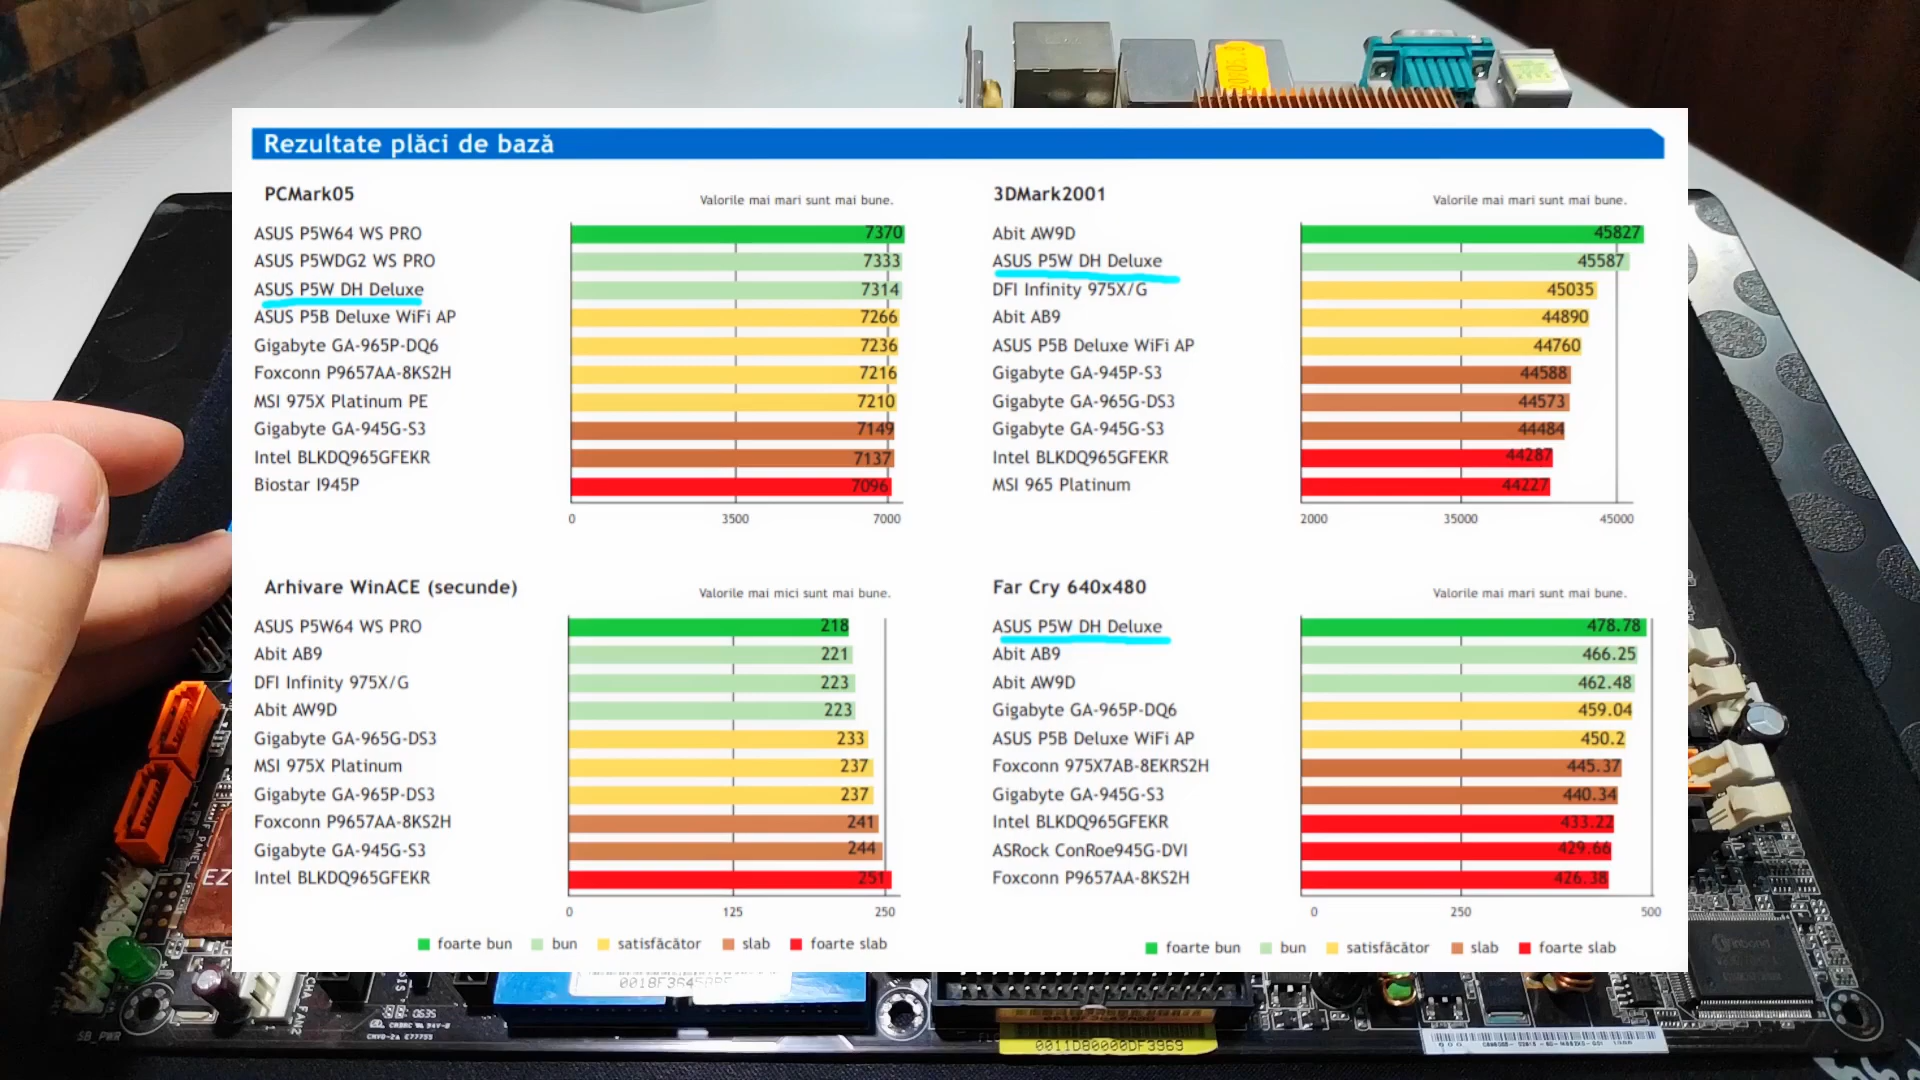 Rezultate plăci de bază
PCMark05
Valorile mai mari sunt mai bune.
ASUS P5W64 WS PRO 7370
ASUS P5WDG2 WS PRO 7333
ASUS P5W DH Deluxe 7314
ASUS P5B Deluxe WiFi AP 7266
Gigabyte GA-965P-DQ6 7236
Foxconn P9657AA-8KS2H 7216
MSI 975X Platinum PE 7210
Gigabyte GA-945G-S3 7149
Intel BLKDQ965GFEKR 7137
Biostar I945P 7096
0 3500 7000
3DMark2001
Valorile mai mari sunt mai bune.
Abit AW9D 45827
ASUS P5W DH Deluxe 45587
DFI Infinity 975X/G 45035
Abit AB9 44890
ASUS P5B Deluxe WiFi AP 44760
Gigabyte GA-945P-S3 44588
Gigabyte GA-965G-DS3 44573
Gigabyte GA-945G-S3 44484
Intel BLKDQ965GFEKR 44287
MSI 965 Platinum 44227
2000 35000 45000
Arhivare WinACE (secunde)
Valorile mai mici sunt mai bune.
ASUS P5W64 WS PRO 218
Abit AB9 221
DFI Infinity 975X/G 223
Abit AW9D 223
Gigabyte GA-965G-DS3 233
MSI 975X Platinum 237
Gigabyte GA-965P-DS3 237
Foxconn P9657AA-8KS2H 241
Gigabyte GA-945G-S3 244
Intel BLKDQ965GFEKR 251
0 125 250
foarte bun bun satisfăcător slab foarte slab
Far Cry 640x480
Valorile mai mari sunt mai bune.
ASUS P5W DH Deluxe 478.78
Abit AB9 466.25
Abit AW9D 462.48
Gigabyte GA-965P-DQ6 459.04
ASUS P5B Deluxe WiFi AP 450.2
Foxconn 975X7AB-8EKRS2H 445.37
Gigabyte GA-945G-S3 440.34
Intel BLKDQ965GFEKR 433.22
ASRock ConRoe945G-DVI 429.66
Foxconn P9657AA-8KS2H 426.38
0 250 500
foarte bun bun satisfăcător slab foarte slab
PANEL
EZ
winbond
CHA_FAN2
SB_PWR
0635
0011D80000DF3969